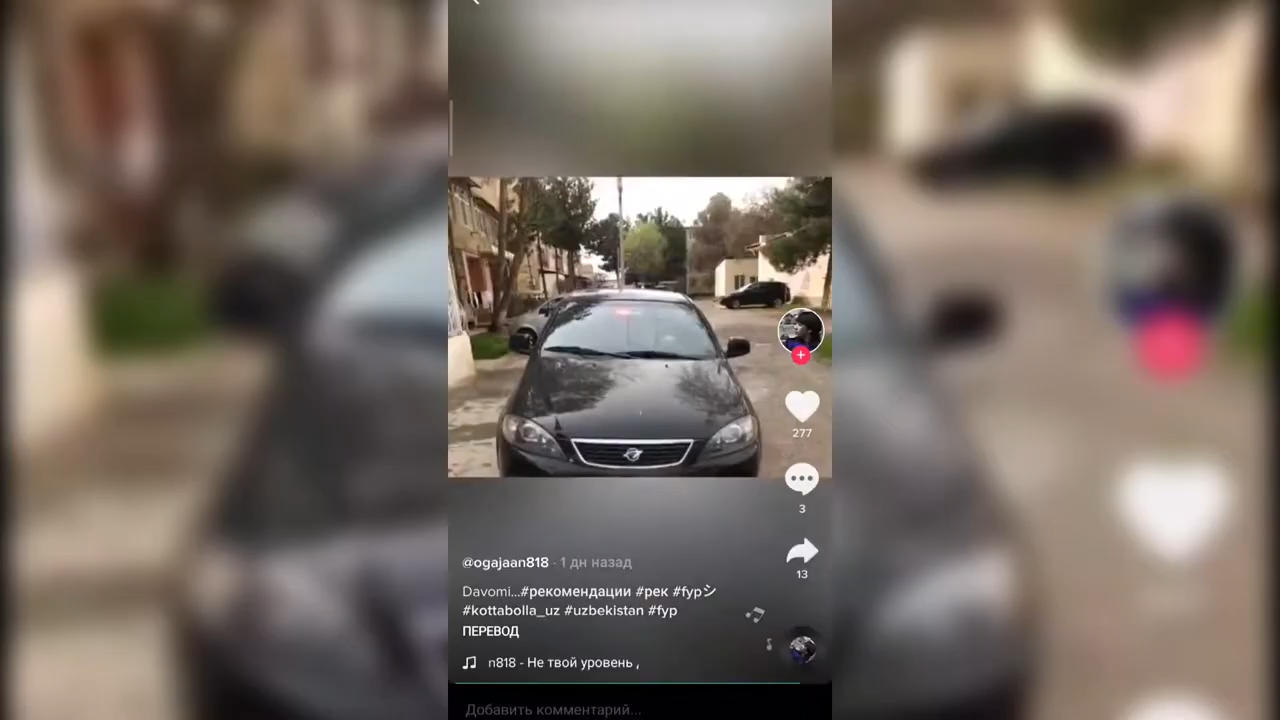 277
3
13
@ogajaan818 · 1 дн назад
Davomi...#рекомендации #рек #fypシ
#kottabolla_uz #uzbekistan #fyp
ПЕРЕВОД
n818 - Не твой уровень
Добавить комментарий...